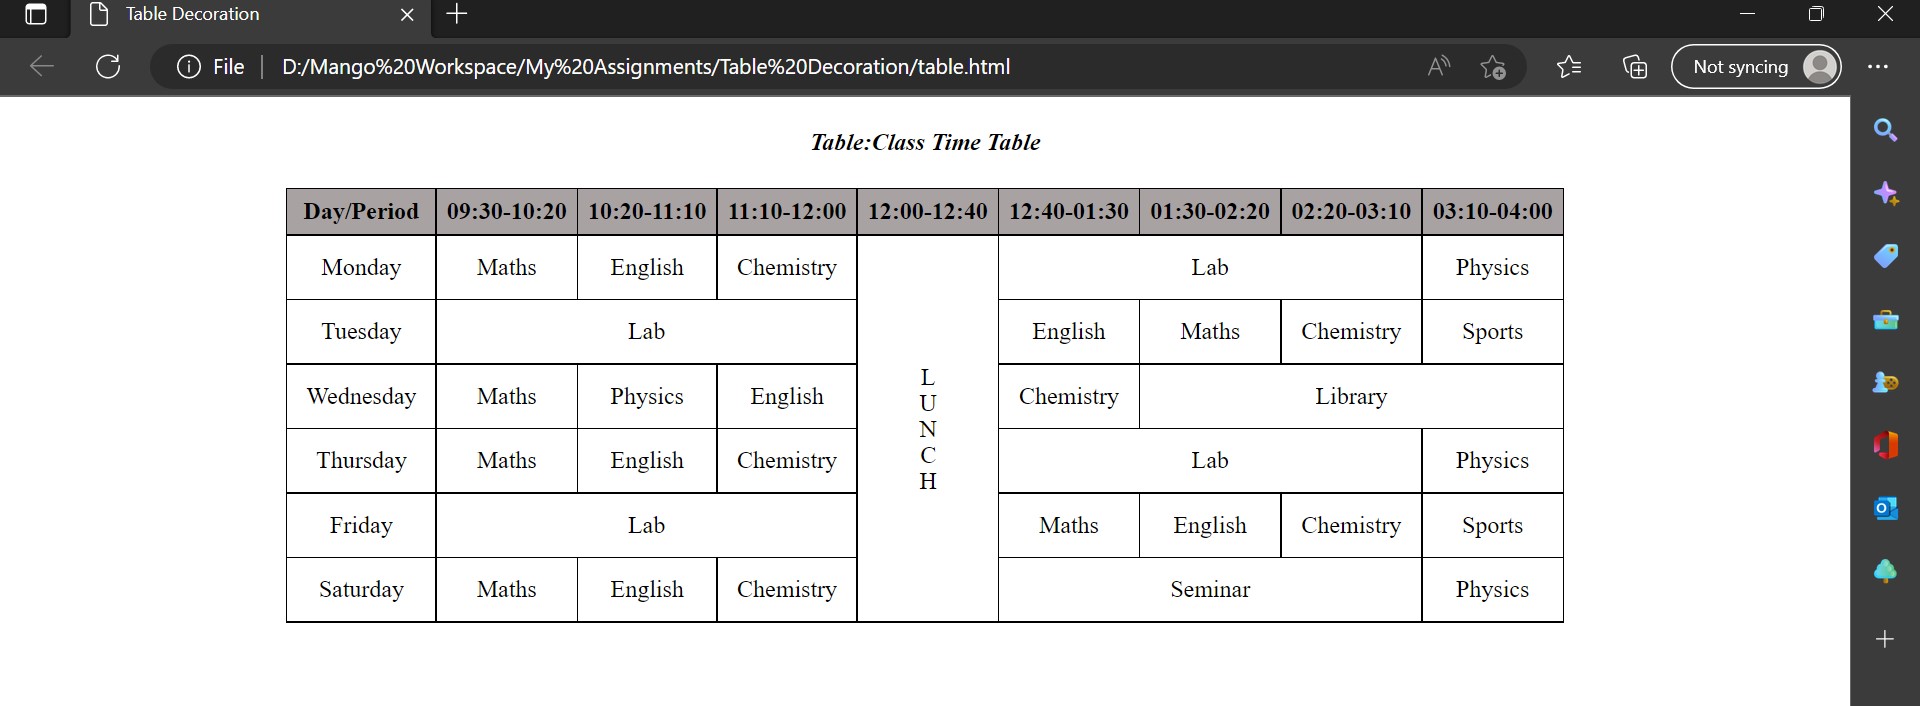 Table Decoration
File D:/Mango%20Workspace/My%20Assignments/Table%20Decoration/table.html
Not syncing
Table:Class Time Table
Day/Period 09:30-10:20 10:20-11:10 11:10-12:00 12:00-12:40 12:40-01:30 01:30-02:20 02:20-03:10 03:10-04:00
Monday Maths English Chemistry Lab Physics
Tuesday Lab English Maths Chemistry Sports
Wednesday Maths Physics English Chemistry Library
Thursday Maths English Chemistry Lab Physics
Friday Lab Maths English Chemistry Sports
Saturday Maths English Chemistry Seminar Physics
L
U
N
C
H